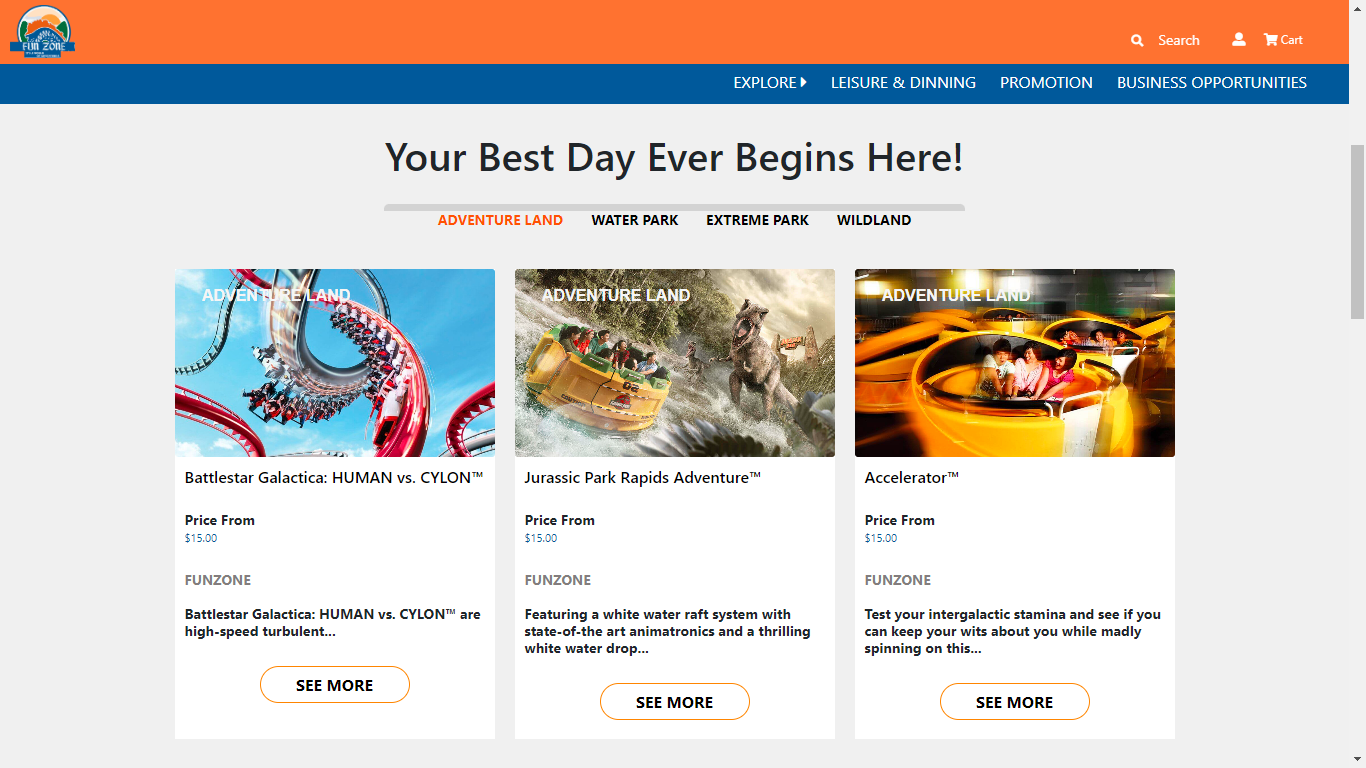 FUN ZONE
Search
Cart
EXPLORE
LEISURE & DINNING
PROMOTION
BUSINESS OPPORTUNITIES
Your Best Day Ever Begins Here!
ADVENTURE LAND
WATER PARK
EXTREME PARK
WILDLAND
ADVENTURE LAND
Battlestar Galactica: HUMAN vs. CYLON™
Price From
$15.00
FUNZONE
Battlestar Galactica: HUMAN vs. CYLON™ are
high-speed turbulent...
SEE MORE
ADVENTURE LAND
Jurassic Park Rapids Adventure™
Price From
$15.00
FUNZONE
Featuring a white water raft system with
state-of-the art animatronics and a thrilling
white water drop...
SEE MORE
ADVENTURE LAND
Accelerator™
Price From
$15.00
FUNZONE
Test your intergalactic stamina and see if you
can keep your wits about you while madly
spinning on this...
SEE MORE